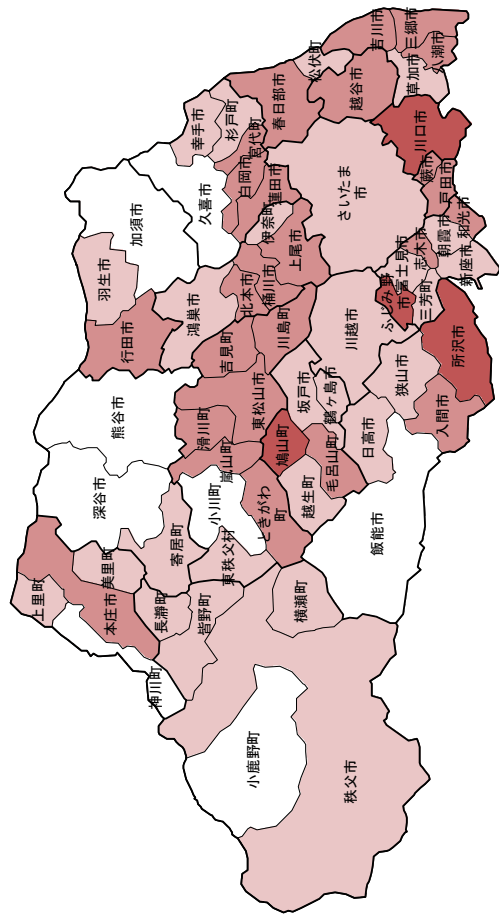 上里町
本庄市
神川町
美里町
深谷市
寄居町
長瀞町
皆野町
東秩父村
小鹿野町
秩父市
横瀬町
熊谷市
行田市
羽生市
加須市
久喜市
幸手市
杉戸町
宮代町
白岡市
春日部市
松伏町
吉川市
三郷市
八潮市
草加市
越谷市
川口市
蕨市
戸田市
さいたま
市
蓮田市
伊奈町
上尾市
桶川市
北本市
鴻巣市
吉見町
川島町
東松山市
滑川町
嵐山町
小川町
ときがわ
町
鳩山町
越生町
毛呂山町
坂戸市
鶴ヶ島市
川越市
日高市
飯能市
狭山市
入間市
所沢市
三芳町
ふじみ野
市
富士見市
志木市
新座市
朝霞市
和光市